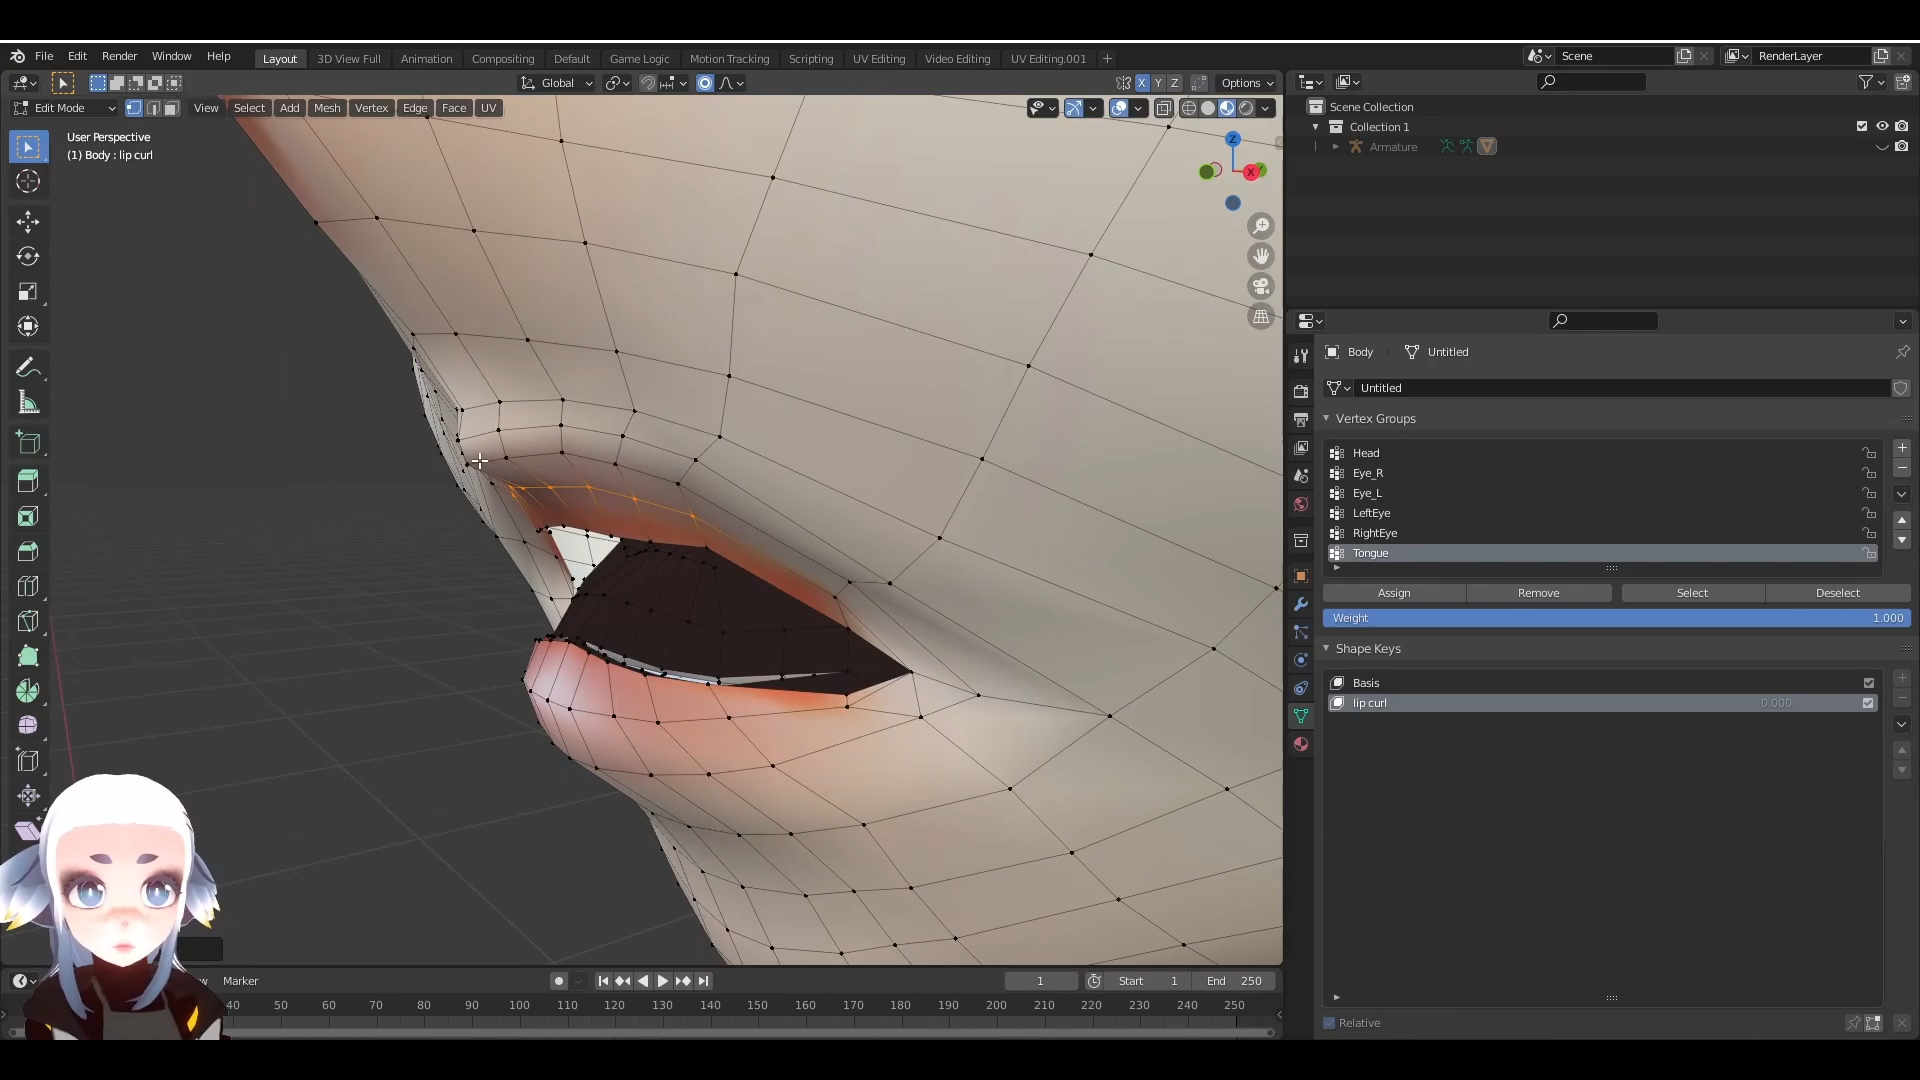 File Edit Render Window Help Layout 3D View Full Animation Compositing Default Game Logic Motion Tracking Scripting UV Editing Video Editing UV Editing.001 + Scene RenderLayer
Global X Y Z Options
Edit Mode View Select Add Mesh Vertex Edge Face UV
User Perspective
(1) Body : lip curl
Z
X
Scene Collection
Collection 1
Armature
Body Untitled
Untitled
Vertex Groups
Head
Eye_R
Eye_L
LeftEye
RightEye
Tongue
Assign Remove Select Deselect
Weight 1.000
Shape Keys
Basis
lip curl 0.000
Relative
Marker 1 Start 1 End 250
40 50 60 70 80 90 100 110 120 130 140 150 160 170 180 190 200 210 220 230 240 250